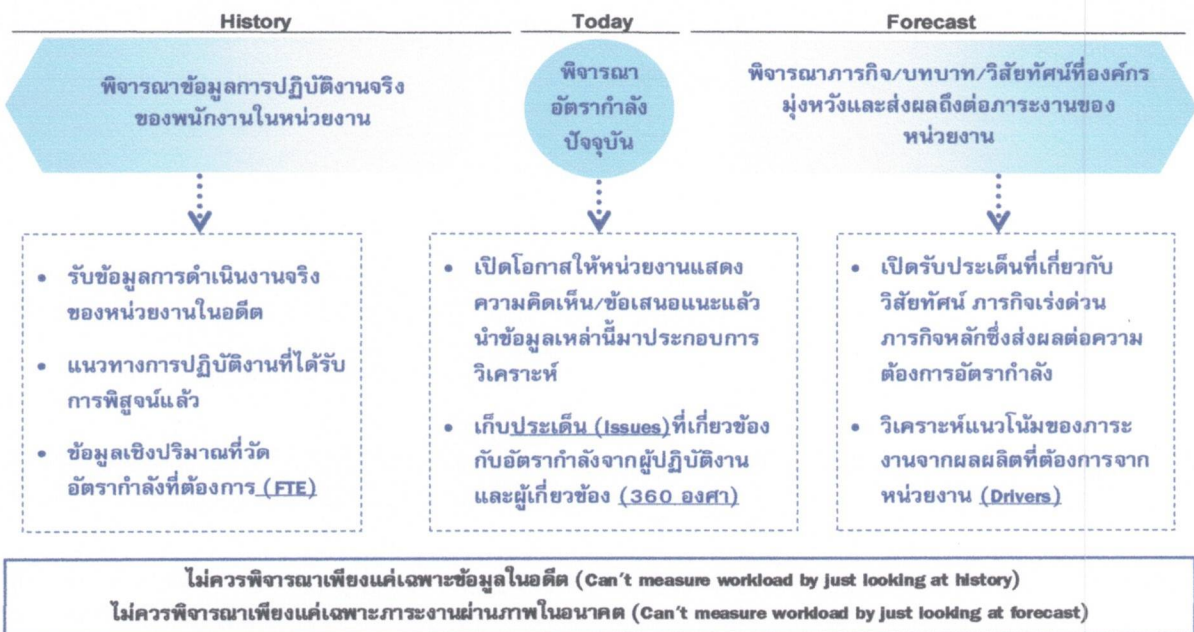 History
Today
Forecast
พิจารณาข้อมูลการปฏิบัติงานจริง
ของพนักงานในหน่วยงาน
พิจารณา
อัตรากำลัง
ปัจจุบัน
พิจารณาภารกิจ/บทบาท/วิสัยทัศน์ที่องค์กร
มุ่งหวังและส่งผลถึงต่อภาระงานของ
หน่วยงาน
• รับข้อมูลการดำเนินงานจริง
ของหน่วยงานในอดีต
• แนวทางการปฏิบัติงานที่ได้รับ
การพิสูจน์แล้ว
• ข้อมูลเชิงปริมาณที่วัด
อัตรากำลังที่ต้องการ (FTE)
• เปิดโอกาสให้หน่วยงานแสดง
ความคิดเห็น/ข้อเสนอแนะแล้ว
นำข้อมูลเหล่านี้มาประกอบการ
วิเคราะห์
• เก็บประเด็น (Issues)ที่เกี่ยวข้อง
กับอัตรากำลังจากผู้ปฏิบัติงาน
และผู้เกี่ยวข้อง (360 องศา)
• เปิดรับประเด็นที่เกี่ยวกับ
วิสัยทัศน์ ภารกิจเร่งด่วน
ภารกิจหลักซึ่งส่งผลต่อความ
ต้องการอัตรากำลัง
• วิเคราะห์แนวโน้มของภาระ
งานจากผลผลิตที่ต้องการจาก
หน่วยงาน (Drivers)
ไม่ควรพิจารณาเพียงแค่เฉพาะข้อมูลในอดีต (Can't measure workload by just looking at history)
ไม่ควรพิจารณาเพียงแค่เฉพาะภาระงานผ่านภาพในอนาคต (Can't measure workload by just looking at forecast)